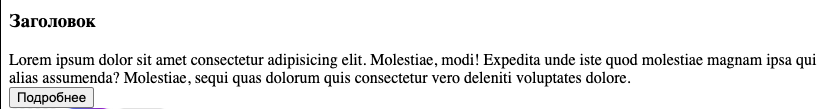 Заголовок
Lorem ipsum dolor sit amet consectetur adipisicing elit. Molestiae, modi! Expedita unde iste quod molestiae magnam ipsa qui
alias assumenda? Molestiae, sequi quas dolorum quis consectetur vero deleniti voluptates dolore.
Подробнее